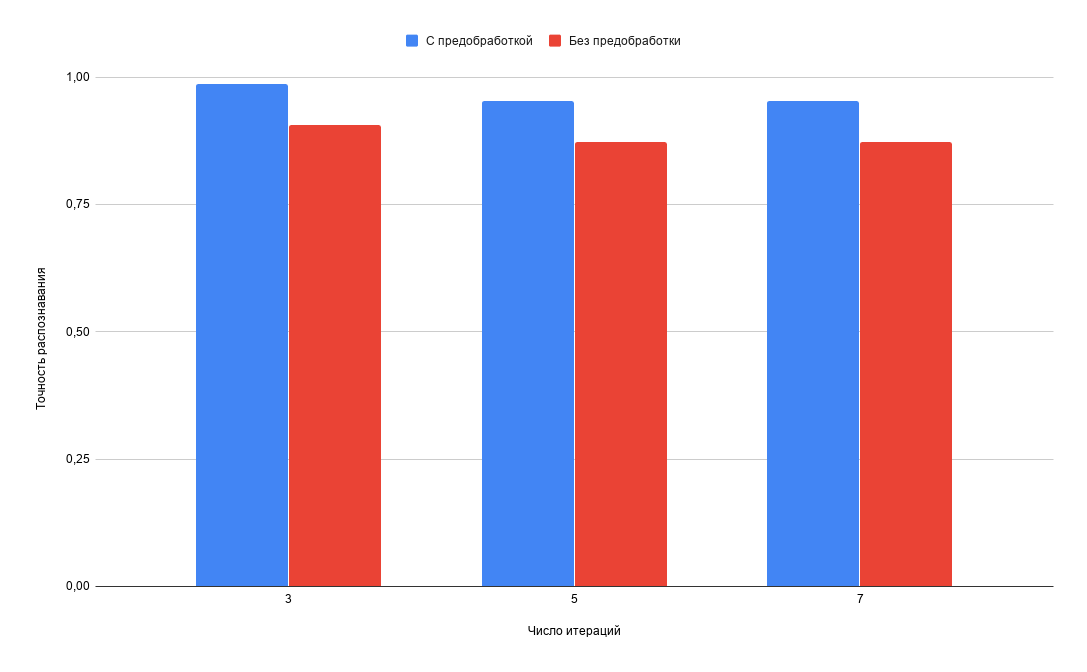 С предобработкой
Без предобработки
1,00
0,75
0,50
0,25
0,00
Точность распознавания
3
5
7
Число итераций